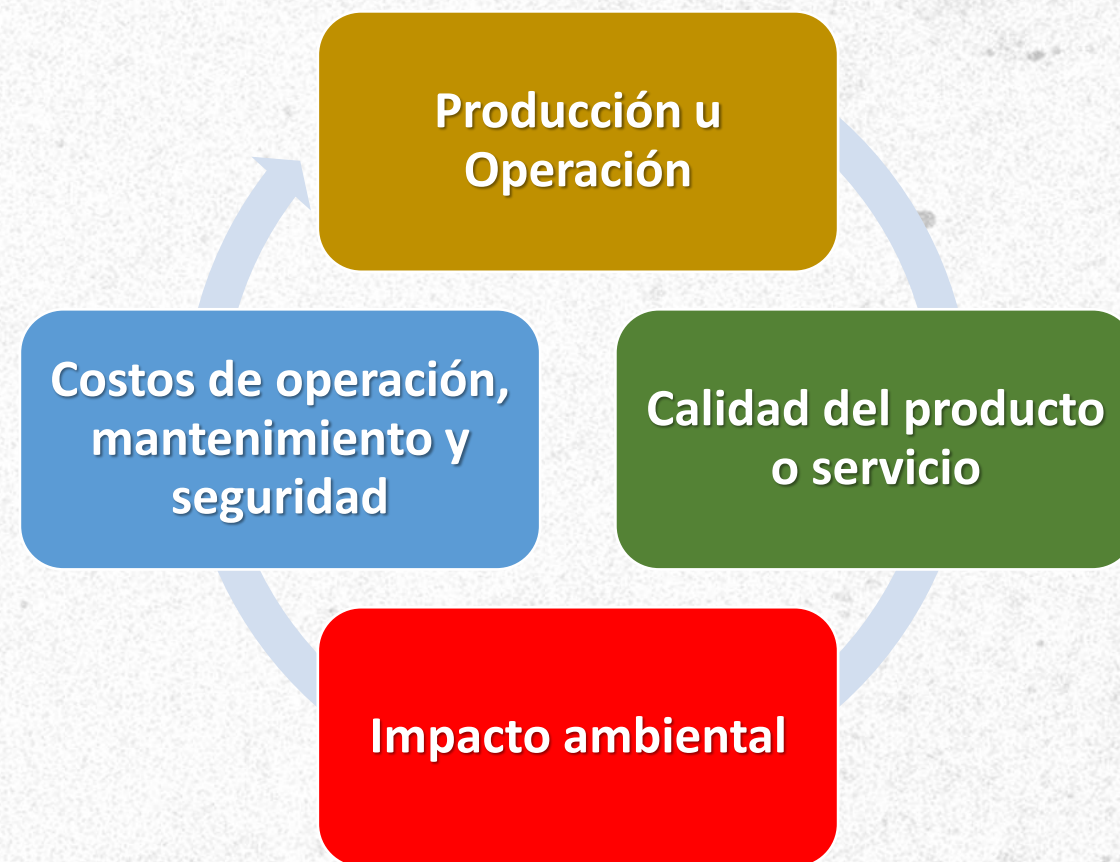 Producción u
Operación
Costos de operación,
mantenimiento y
seguridad
Calidad del producto
o servicio
Impacto ambiental